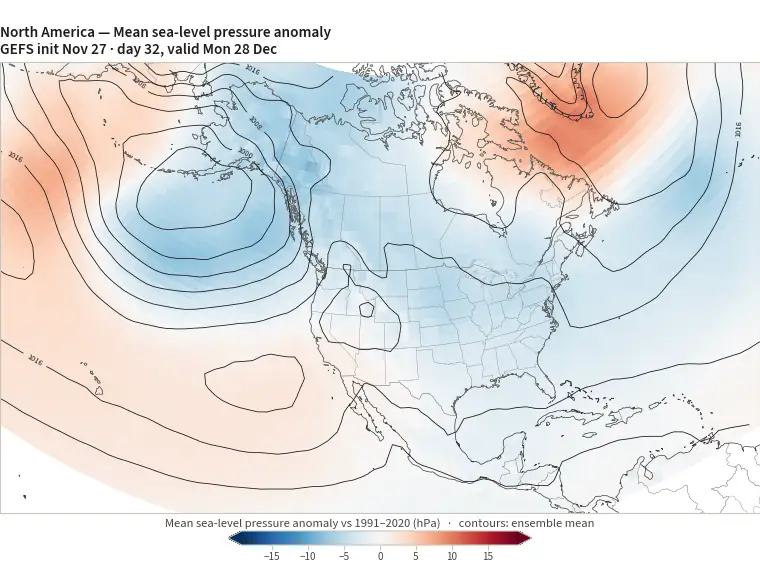 North America — Mean sea-level pressure anomaly
GEFS init Nov 27 · day 32, valid Mon 28 Dec
1016
1008
1016
1008
1000
1016
1016
Mean sea-level pressure anomaly vs 1991–2020 (hPa) · contours: ensemble mean
−15 −10 −5 0 5 10 15